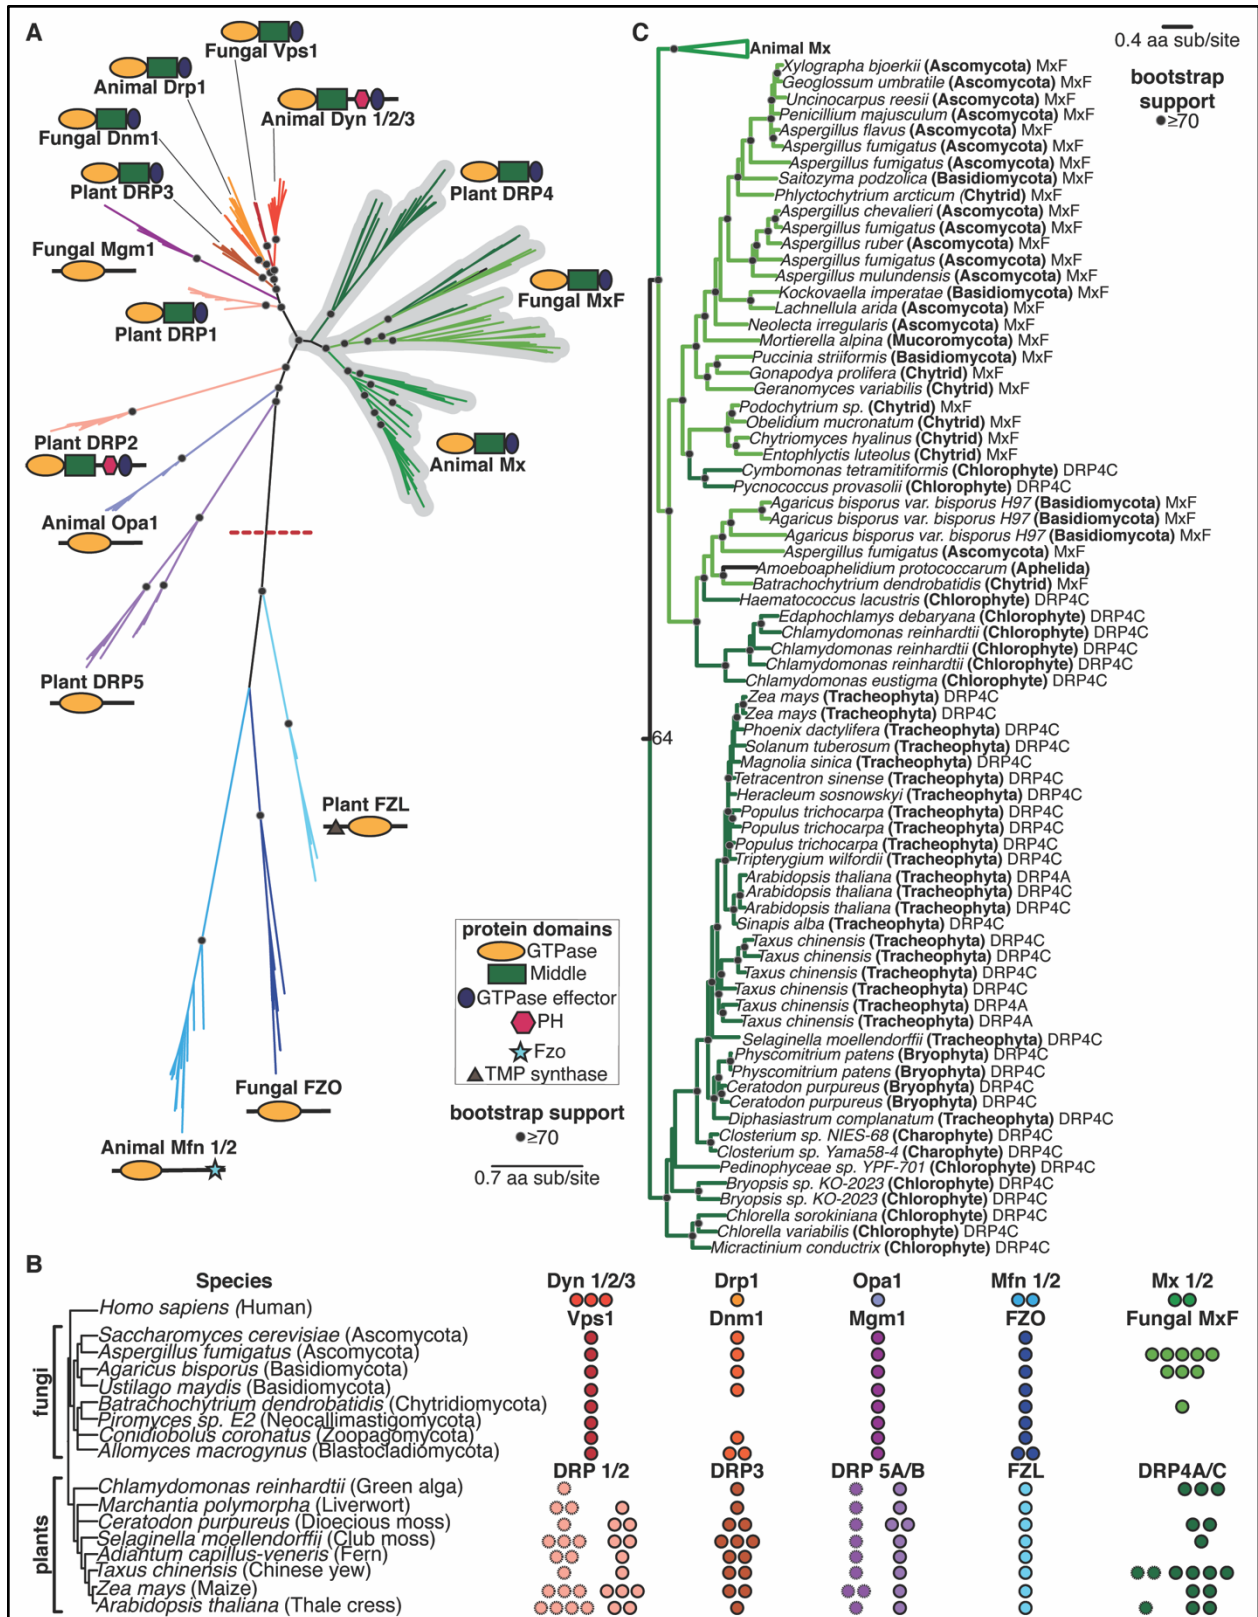 A
Fungal Vps1
Animal Drp1
Animal Dyn 1/2/3
Fungal Dnm1
Plant DRP3
Plant DRP4
Fungal Mgm1
Fungal MxF
Plant DRP1
Plant DRP2
Animal Mx
Animal Opa1
Plant DRP5
Plant FZL
Fungal FZO
Animal Mfn 1/2
protein domains
GTPase
Middle
GTPase effector
PH
Fzo
TMP synthase
bootstrap support
≥70
0.7 aa sub/site
C
0.4 aa sub/site
bootstrap
support
≥70
Animal Mx
Xylographa bjoerkii (Ascomycota) MxF
Geoglossum umbratile (Ascomycota) MxF
Uncinocarpus reesii (Ascomycota) MxF
Penicillium majusculum (Ascomycota) MxF
Aspergillus flavus (Ascomycota) MxF
Aspergillus fumigatus (Ascomycota) MxF
Aspergillus fumigatus (Ascomycota) MxF
Saitozyma podzolica (Basidiomycota) MxF
Phlyctochytrium arcticum (Chytrid) MxF
Aspergillus chevalieri (Ascomycota) MxF
Aspergillus fumigatus (Ascomycota) MxF
Aspergillus ruber (Ascomycota) MxF
Aspergillus fumigatus (Ascomycota) MxF
Aspergillus mulundensis (Ascomycota) MxF
Kockovaella imperatae (Basidiomycota) MxF
Lachnellula arida (Ascomycota) MxF
Neolecta irregularis (Ascomycota) MxF
Mortierella alpina (Mucoromycota) MxF
Puccinia striiformis (Basidiomycota) MxF
Gonapodya prolifera (Chytrid) MxF
Geranomyces variabilis (Chytrid) MxF
Podochytrium sp. (Chytrid) MxF
Obelidium mucronatum (Chytrid) MxF
Chytriomyces hyalinus (Chytrid) MxF
Entophlyctis luteolus (Chytrid) MxF
Cymbomonas tetramitiformis (Chlorophyte) DRP4C
Pycnococcus provasolii (Chlorophyte) DRP4C
Agaricus bisporus var. bisporus H97 (Basidiomycota) MxF
Agaricus bisporus var. bisporus H97 (Basidiomycota) MxF
Agaricus bisporus var. bisporus H97 (Basidiomycota) MxF
Aspergillus fumigatus (Ascomycota) MxF
Amoeboaphelidium protococcarum (Aphelida)
Batrachochytrium dendrobatidis (Chytrid) MxF
Haematococcus lacustris (Chlorophyte) DRP4C
Edaphochlamys debaryana (Chlorophyte) DRP4C
Chlamydomonas reinhardtii (Chlorophyte) DRP4C
Chlamydomonas reinhardtii (Chlorophyte) DRP4C
Chlamydomonas reinhardtii (Chlorophyte) DRP4C
Chlamydomonas eustigma (Chlorophyte) DRP4C
Zea mays (Tracheophyta) DRP4C
Zea mays (Tracheophyta) DRP4C
Phoenix dactylifera (Tracheophyta) DRP4C
64
Solanum tuberosum (Tracheophyta) DRP4C
Magnolia sinica (Tracheophyta) DRP4C
Tetracentron sinense (Tracheophyta) DRP4C
Heracleum sosnowskyi (Tracheophyta) DRP4C
Populus trichocarpa (Tracheophyta) DRP4C
Populus trichocarpa (Tracheophyta) DRP4C
Populus trichocarpa (Tracheophyta) DRP4C
Tripterygium wilfordii (Tracheophyta) DRP4C
Arabidopsis thaliana (Tracheophyta) DRP4A
Arabidopsis thaliana (Tracheophyta) DRP4C
Arabidopsis thaliana (Tracheophyta) DRP4C
Sinapis alba (Tracheophyta) DRP4C
Taxus chinensis (Tracheophyta) DRP4C
Taxus chinensis (Tracheophyta) DRP4C
Taxus chinensis (Tracheophyta) DRP4C
Taxus chinensis (Tracheophyta) DRP4C
Taxus chinensis (Tracheophyta) DRP4A
Taxus chinensis (Tracheophyta) DRP4A
Selaginella moellendorffii (Tracheophyta) DRP4C
Physcomitrium patens (Bryophyta) DRP4C
Physcomitrium patens (Bryophyta) DRP4C
Ceratodon purpureus (Bryophyta) DRP4C
Ceratodon purpureus (Bryophyta) DRP4C
Diphasiastrum complanatum (Tracheophyta) DRP4C
Closterium sp. NIES-68 (Charophyte) DRP4C
Closterium sp. Yama58-4 (Charophyte) DRP4C
Pedinophyceae sp. YPF-701 (Chlorophyte) DRP4C
Bryopsis sp. KO-2023 (Chlorophyte) DRP4C
Bryopsis sp. KO-2023 (Chlorophyte) DRP4C
Chlorella sorokiniana (Chlorophyte) DRP4C
Chlorella variabilis (Chlorophyte) DRP4C
Micractinium conductrix (Chlorophyte) DRP4C
B
Species Dyn 1/2/3 Drp1 Opa1 Mfn 1/2 Mx 1/2
Homo sapiens (Human)
Vps1 Dnm1 Mgm1 FZO Fungal MxF
fungi
Saccharomyces cerevisiae (Ascomycota)
Aspergillus fumigatus (Ascomycota)
Agaricus bisporus (Basidiomycota)
Ustilago maydis (Basidiomycota)
Batrachochytrium dendrobatidis (Chytridiomycota)
Piromyces sp. E2 (Neocallimastigomycota)
Conidiobolus coronatus (Zoopagomycota)
Allomyces macrogynus (Blastocladiomycota)
DRP 1/2 DRP3 DRP 5A/B FZL DRP4A/C
plants
Chlamydomonas reinhardtii (Green alga)
Marchantia polymorpha (Liverwort)
Ceratodon purpureus (Dioecious moss)
Selaginella moellendorffii (Club moss)
Adiantum capillus-veneris (Fern)
Taxus chinensis (Chinese yew)
Zea mays (Maize)
Arabidopsis thaliana (Thale cress)